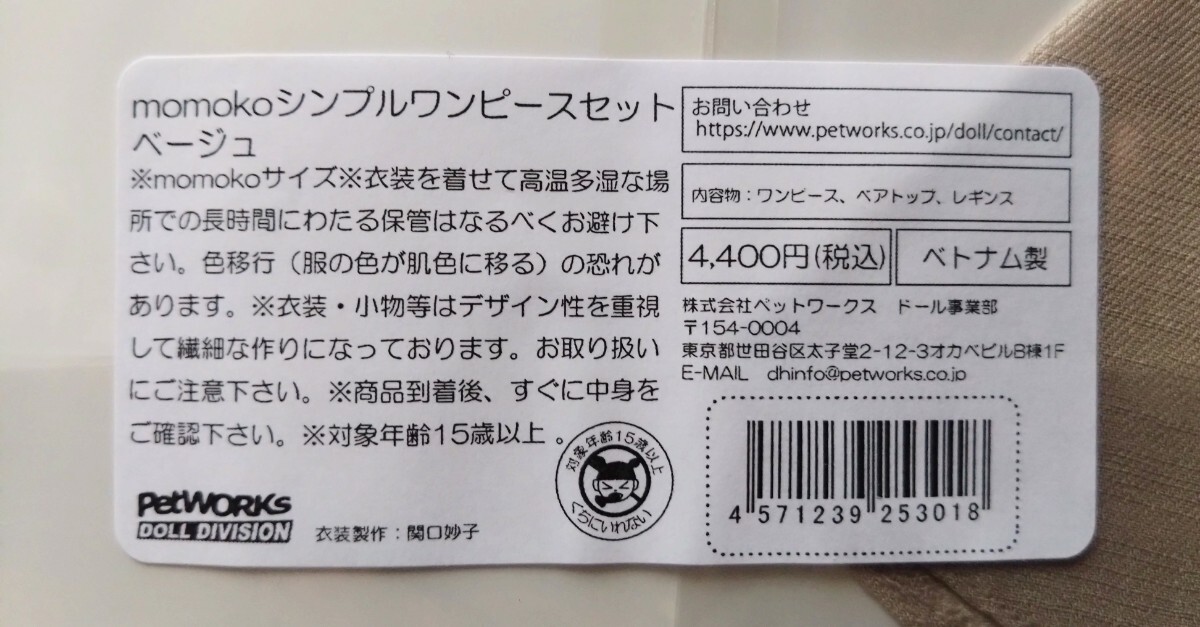 momokoシンプルワンピースセット
ベージュ
※momokoサイズ※衣装を着せて高温多湿な場
所での長時間にわたる保管はなるべくお避け下
さい。色移行（服の色が肌色に移る）の恐れが
あります。※衣装・小物等はデザイン性を重視
して繊細な作りになっております。お取り扱い
にご注意下さい。※商品到着後、すぐに中身を
ご確認下さい。※対象年齢15歳以上 。
PetWORKs
DOLL DIVISION
衣装製作：関口妙子
対象年齢15歳以上
くちにいれない
お問い合わせ
https://www.petworks.co.jp/doll/contact/
内容物：ワンピース、ベアトップ、レギンス
4,400円(税込)
ベトナム製
株式会社ペットワークス　ドール事業部
〒154-0004
東京都世田谷区太子堂2-12-3オカベビルB棟1F
E-MAIL　dhinfo@petworks.co.jp
4 571239 253018